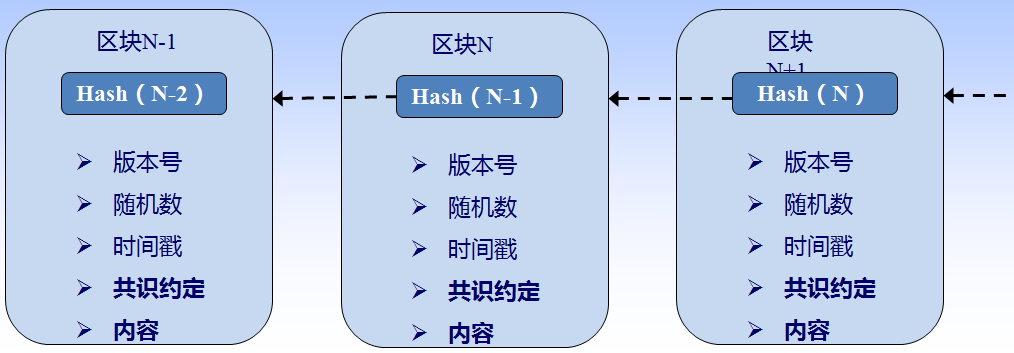 区块N-1
Hash（N-2）
版本号
随机数
时间戳
共识约定
内容
区块N
Hash（N-1）
版本号
随机数
时间戳
共识约定
内容
区块
N+1
Hash（N）
版本号
随机数
时间戳
共识约定
内容